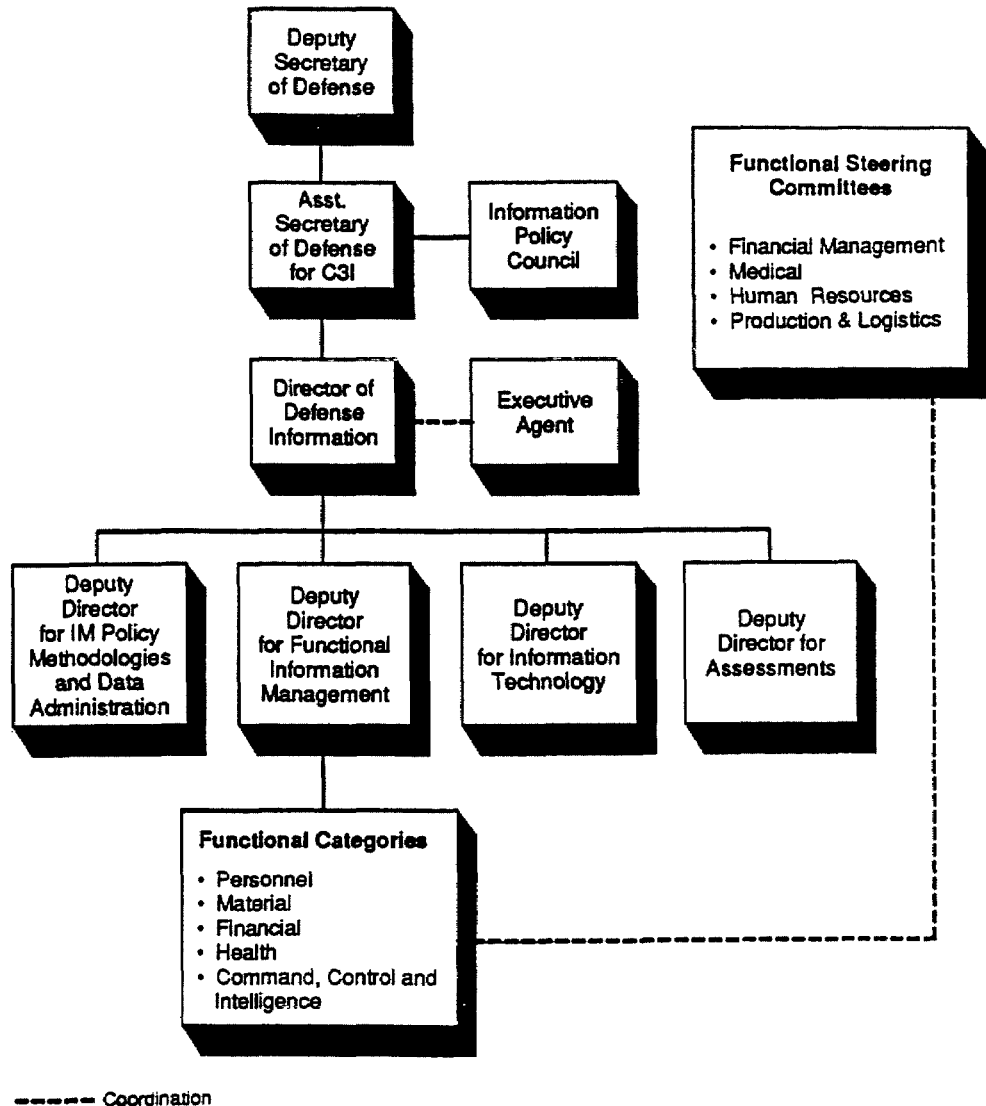 Deputy
Secretary
of Defense
Asst.
Secretary
of Defense
for C3I
Information
Policy
Council
Functional Steering
Committees
• Financial Management
• Medical
• Human Resources
• Production & Logistics
Director of
Defense
Information
Executive
Agent
Deputy
Director
for IM Policy
Methodologies
and Data
Administration
Deputy
Director
for Functional
Information
Management
Deputy
Director
for Information
Technology
Deputy
Director for
Assessments
Functional Categories
• Personnel
• Material
• Financial
• Health
• Command, Control and
Intelligence
Coordination